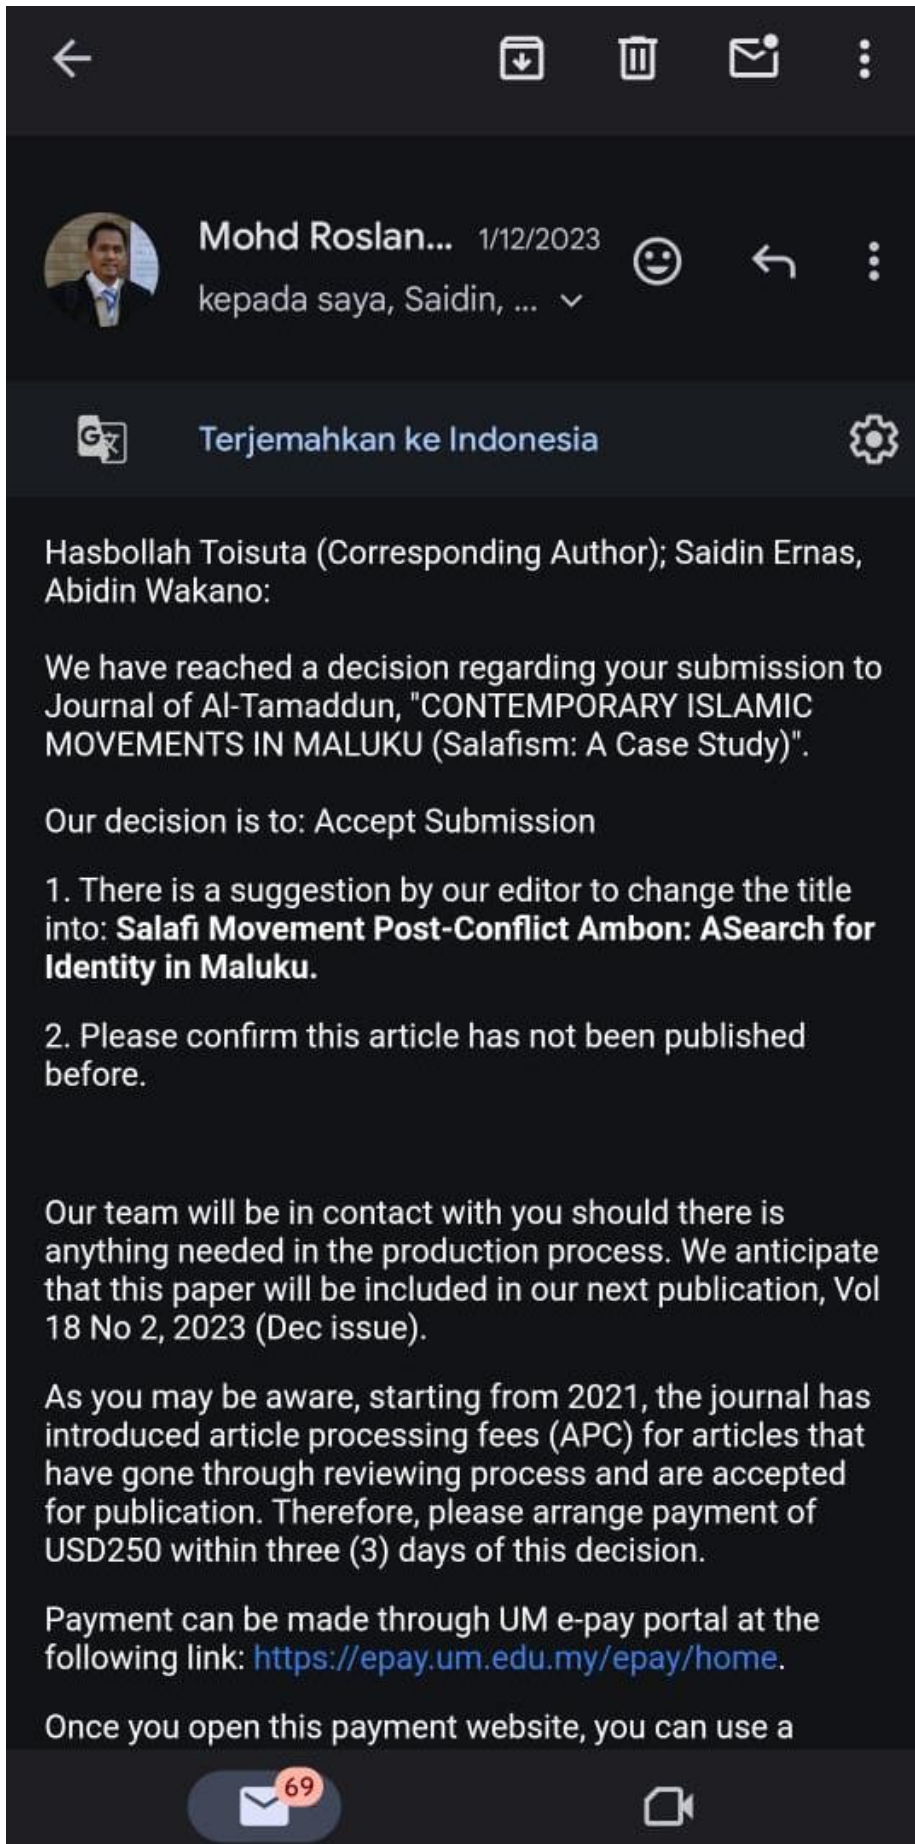 Mohd Roslan... 1/12/2023
kepada saya, Saidin, ...
G文
Terjemahkan ke Indonesia
Hasbollah Toisuta (Corresponding Author); Saidin Ernas,
Abidin Wakano:
We have reached a decision regarding your submission to
Journal of Al-Tamaddun, "CONTEMPORARY ISLAMIC
MOVEMENTS IN MALUKU (Salafism: A Case Study)".
Our decision is to: Accept Submission
1. There is a suggestion by our editor to change the title
into: Salafi Movement Post-Conflict Ambon: ASearch for
Identity in Maluku.
2. Please confirm this article has not been published
before.
Our team will be in contact with you should there is
anything needed in the production process. We anticipate
that this paper will be included in our next publication, Vol
18 No 2, 2023 (Dec issue).
As you may be aware, starting from 2021, the journal has
introduced article processing fees (APC) for articles that
have gone through reviewing process and are accepted
for publication. Therefore, please arrange payment of
USD250 within three (3) days of this decision.
Payment can be made through UM e-pay portal at the
following link: https://epay.um.edu.my/epay/home.
Once you open this payment website, you can use a
69